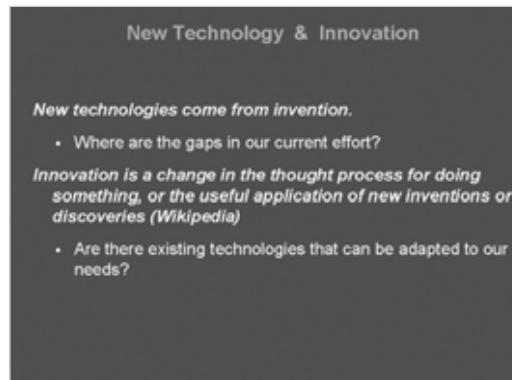 New Technology & Innovation
New technologies come from invention.
• Where are the gaps in our current effort?
Innovation is a change in the thought process for doing
something, or the useful application of new inventions or
discoveries (Wikipedia)
• Are there existing technologies that can be adapted to our
needs?